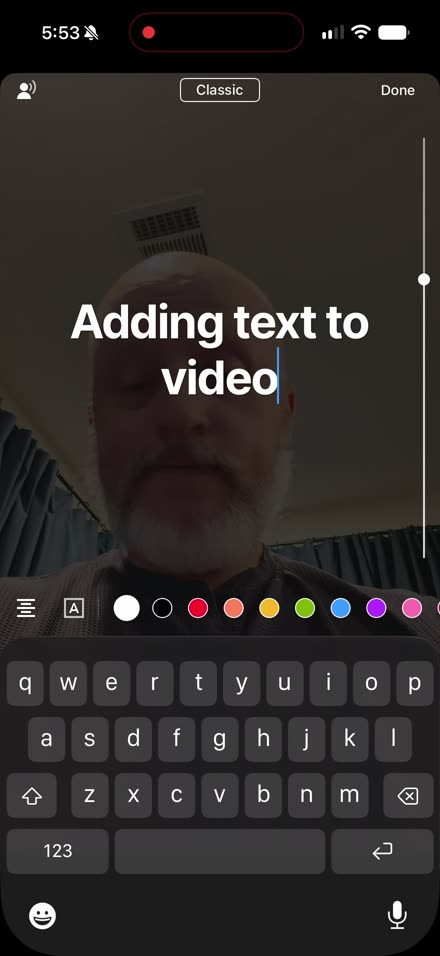 5:53
Classic
Done
Adding text to
video
A
q w e r t y u i o p
a s d f g h j k l
z x c v b n m
123